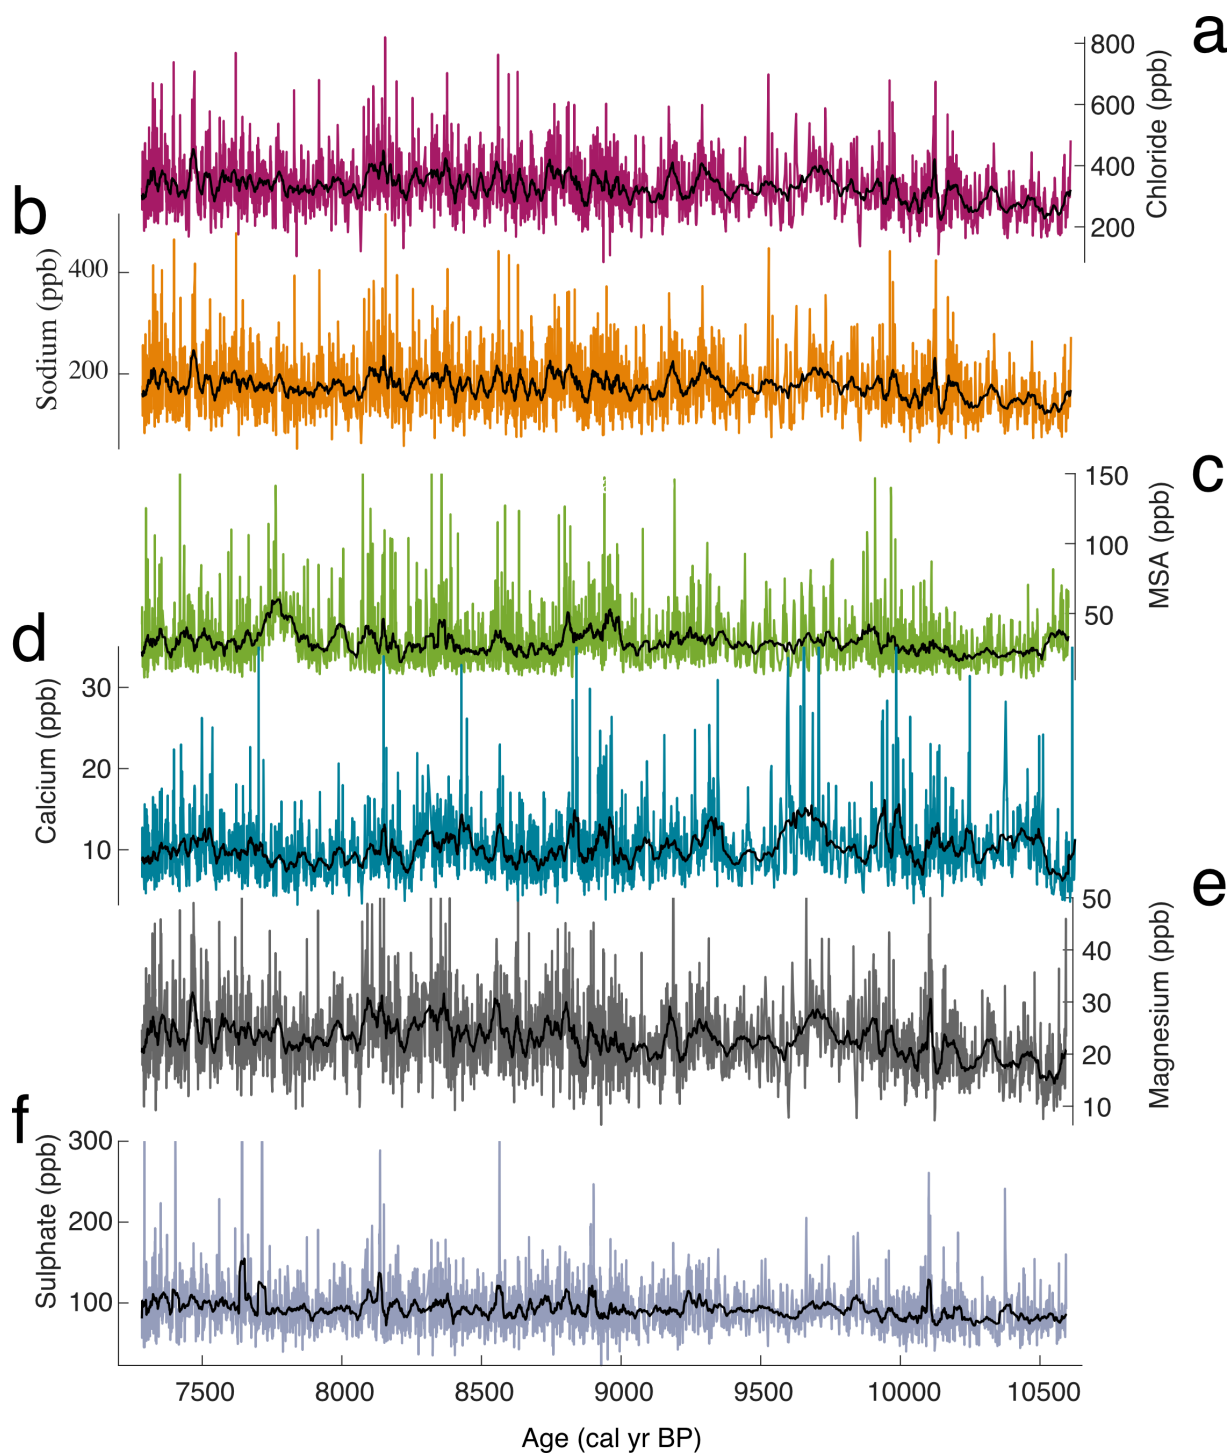 a
800
600
400
200
Chloride (ppb)
b
400
200
Sodium (ppb)
c
150
100
50
MSA (ppb)
d
30
20
10
Calcium (ppb)
e
50
40
30
20
10
Magnesium (ppb)
f
300
200
100
Sulphate (ppb)
7500 8000 8500 9000 9500 10000 10500
Age (cal yr BP)